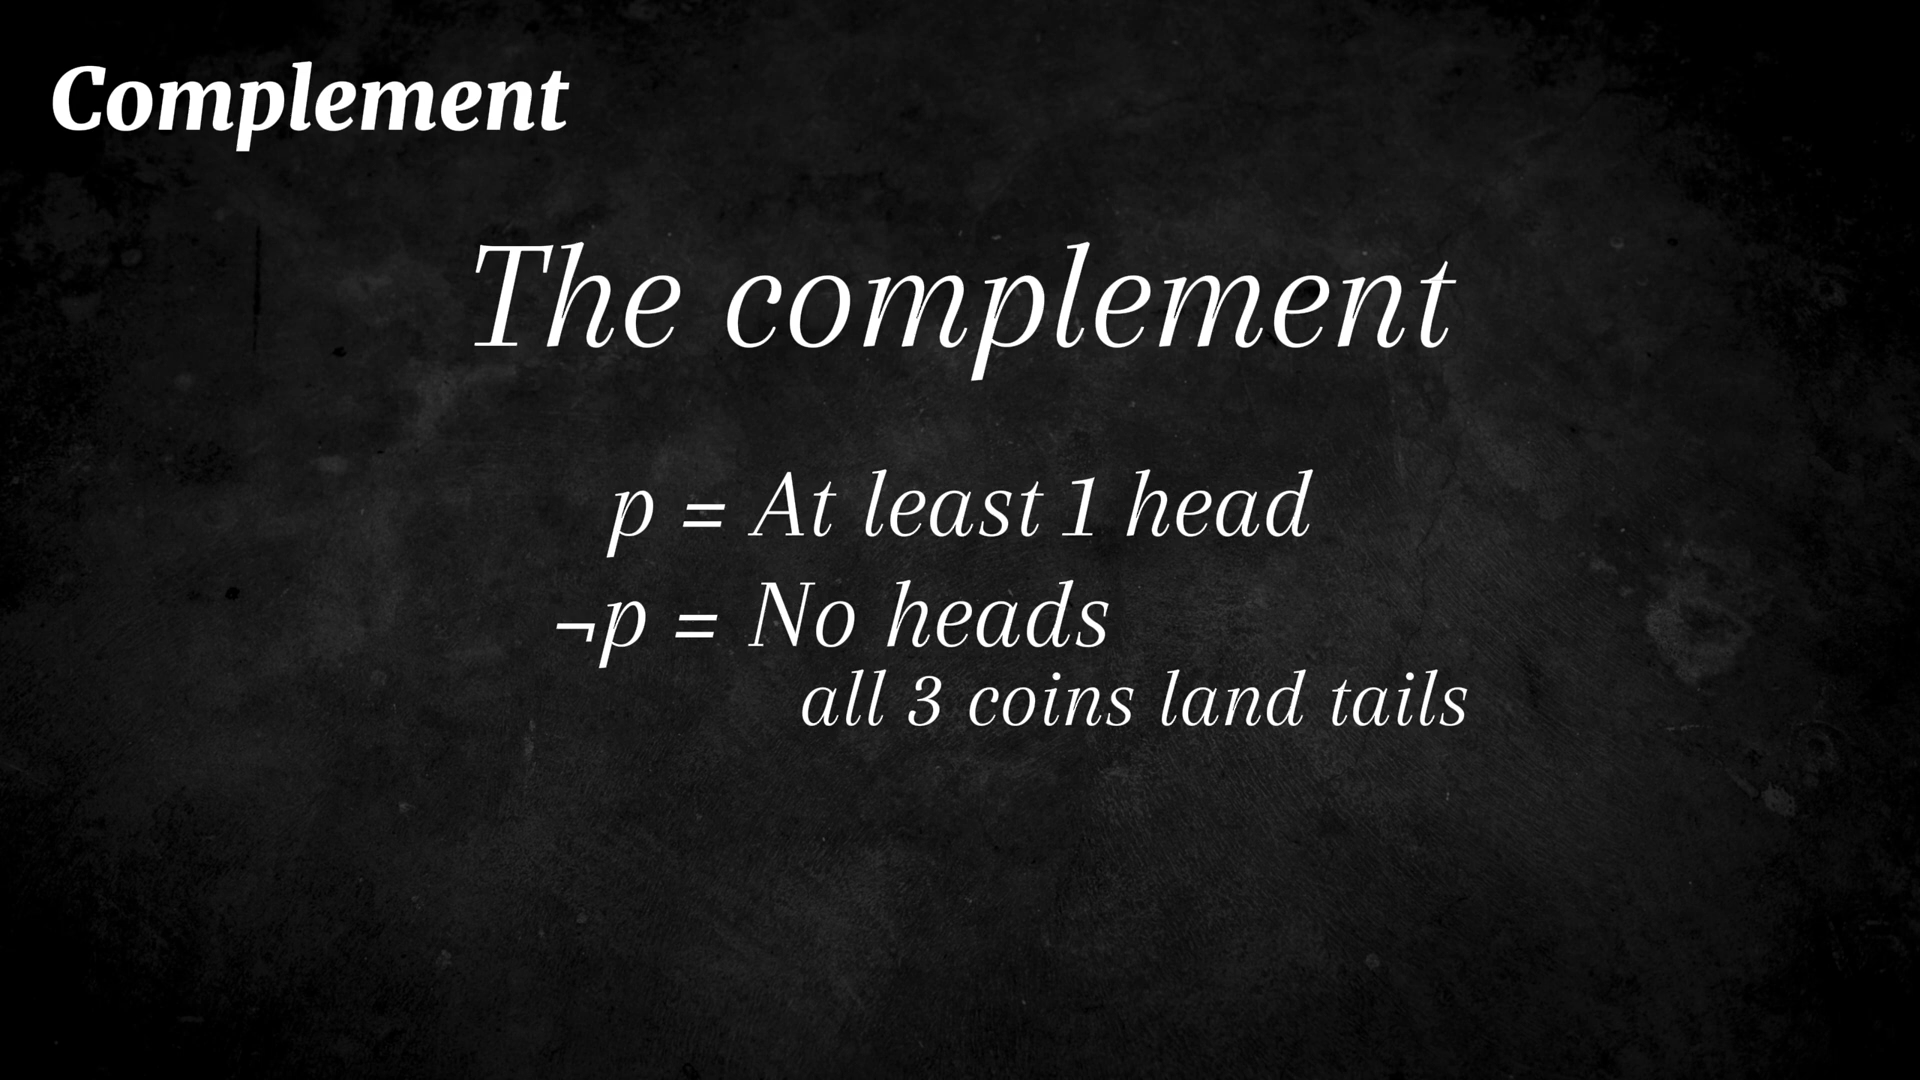 Complement
The complement
p = At least 1 head
¬p = No heads
all 3 coins land tails